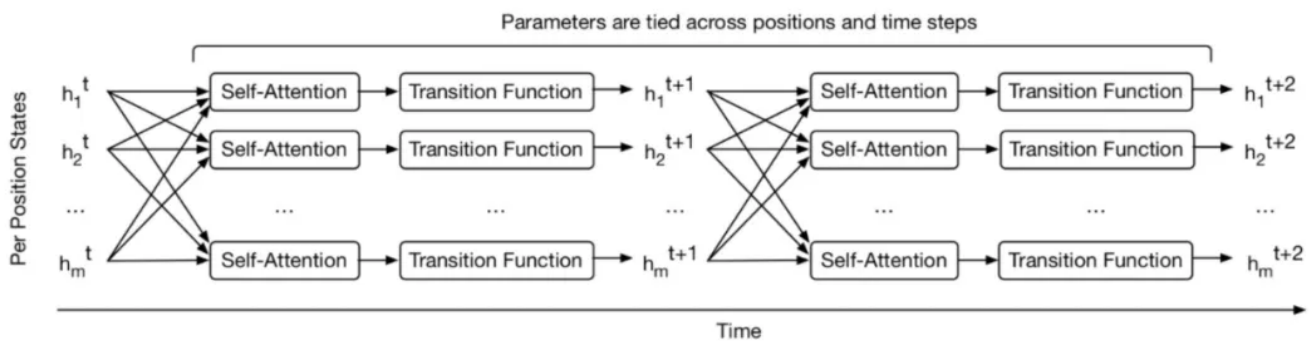 Parameters are tied across positions and time steps
Per Position States
h₁ᵗ Self-Attention Transition Function h₁ᵗ⁺¹ Self-Attention Transition Function h₁ᵗ⁺²
h₂ᵗ Self-Attention Transition Function h₂ᵗ⁺¹ Self-Attention Transition Function h₂ᵗ⁺²
... ... ... ... ... ... ...
hₘᵗ Self-Attention Transition Function hₘᵗ⁺¹ Self-Attention Transition Function hₘᵗ⁺²
Time